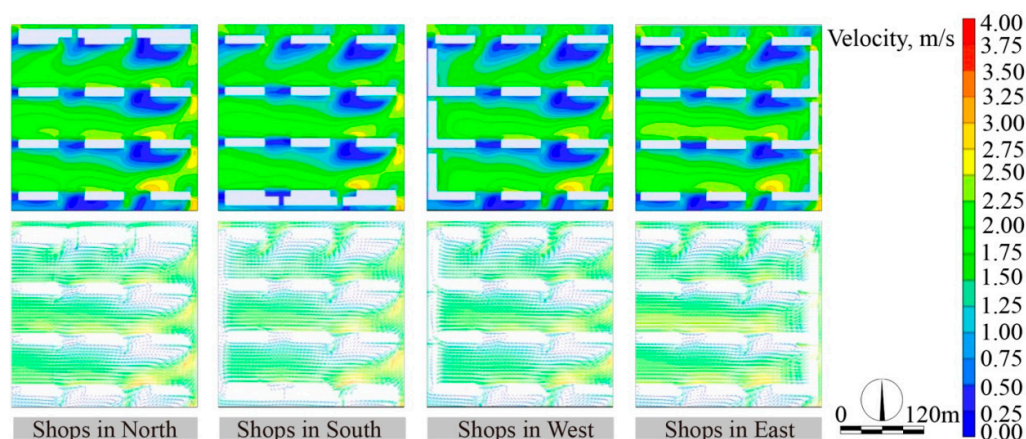 Velocity, m/s
4.00
3.75
3.50
3.25
3.00
2.75
2.50
2.25
2.00
1.75
1.50
1.25
1.00
0.75
0.50
0.25
0.00
0 120m
Shops in North
Shops in South
Shops in West
Shops in East